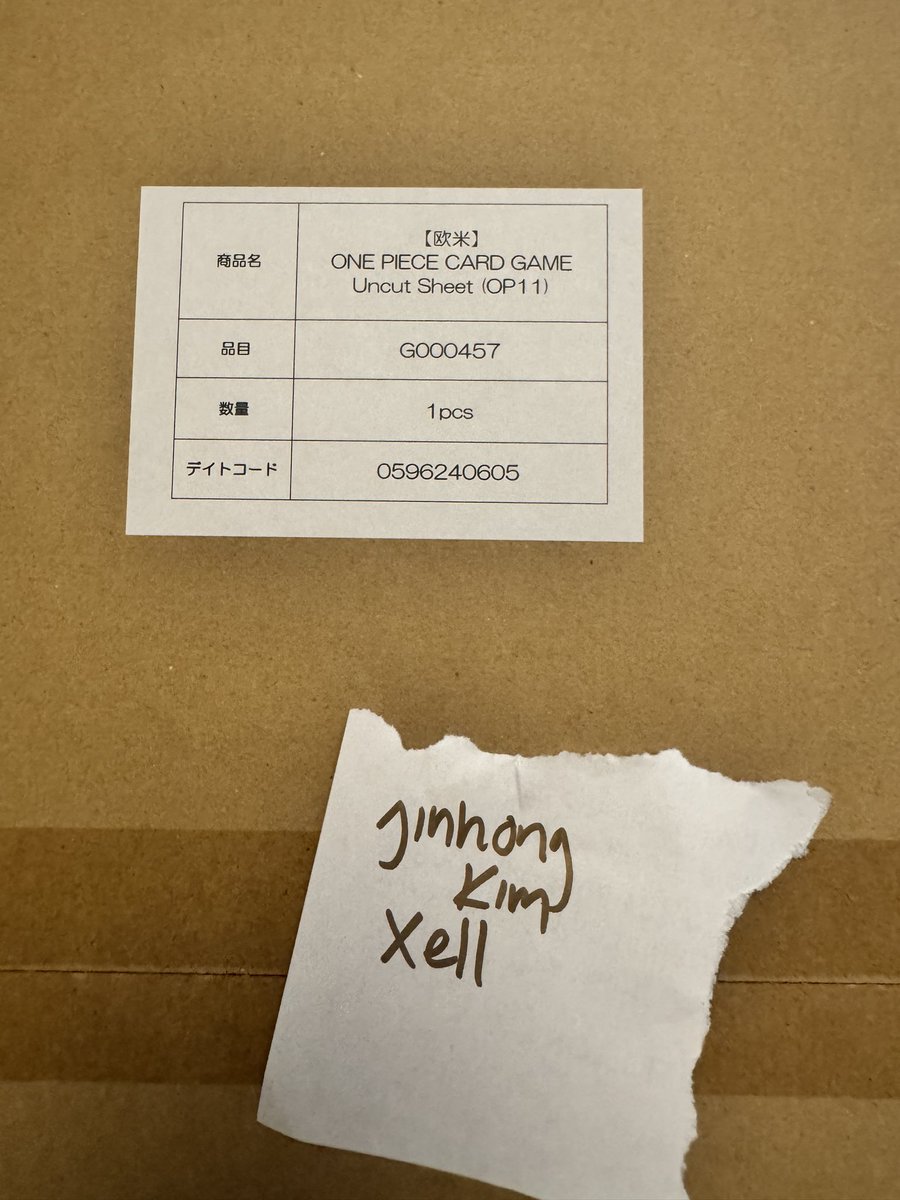 商品名
【欧米】
ONE PIECE CARD GAME
Uncut Sheet (OP11)
品目
G000457
数量
1pcs
デイトコード
0596240605
Jinhong
Kim
Xell